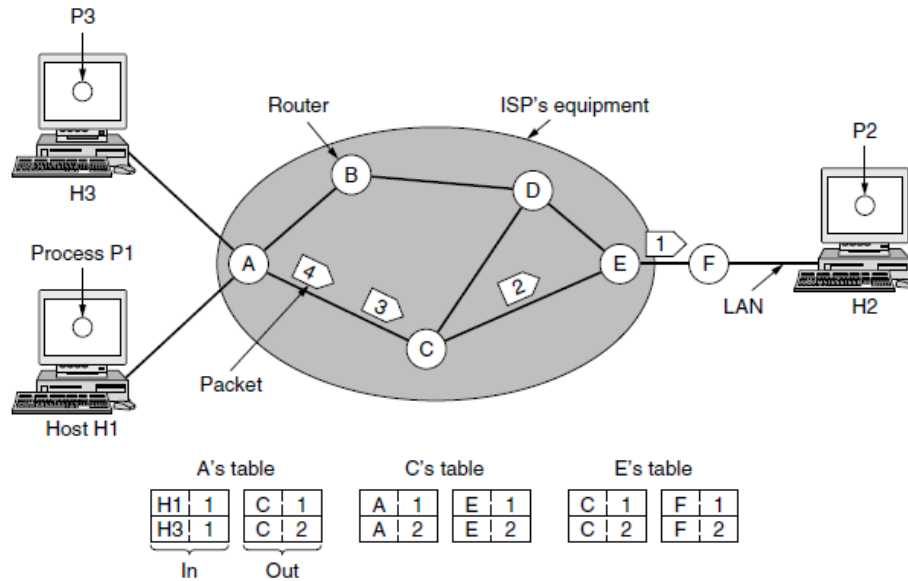 P3
Router
ISP's equipment
P2
H3
B
D
Process P1
A
4
3
2
E
1
F
C
LAN
H2
Packet
Host H1
A's table
C's table
E's table
H1 1 C 1 A 1 E 1 C 1 F 1
H3 1 C 2 A 2 E 2 C 2 F 2
In Out